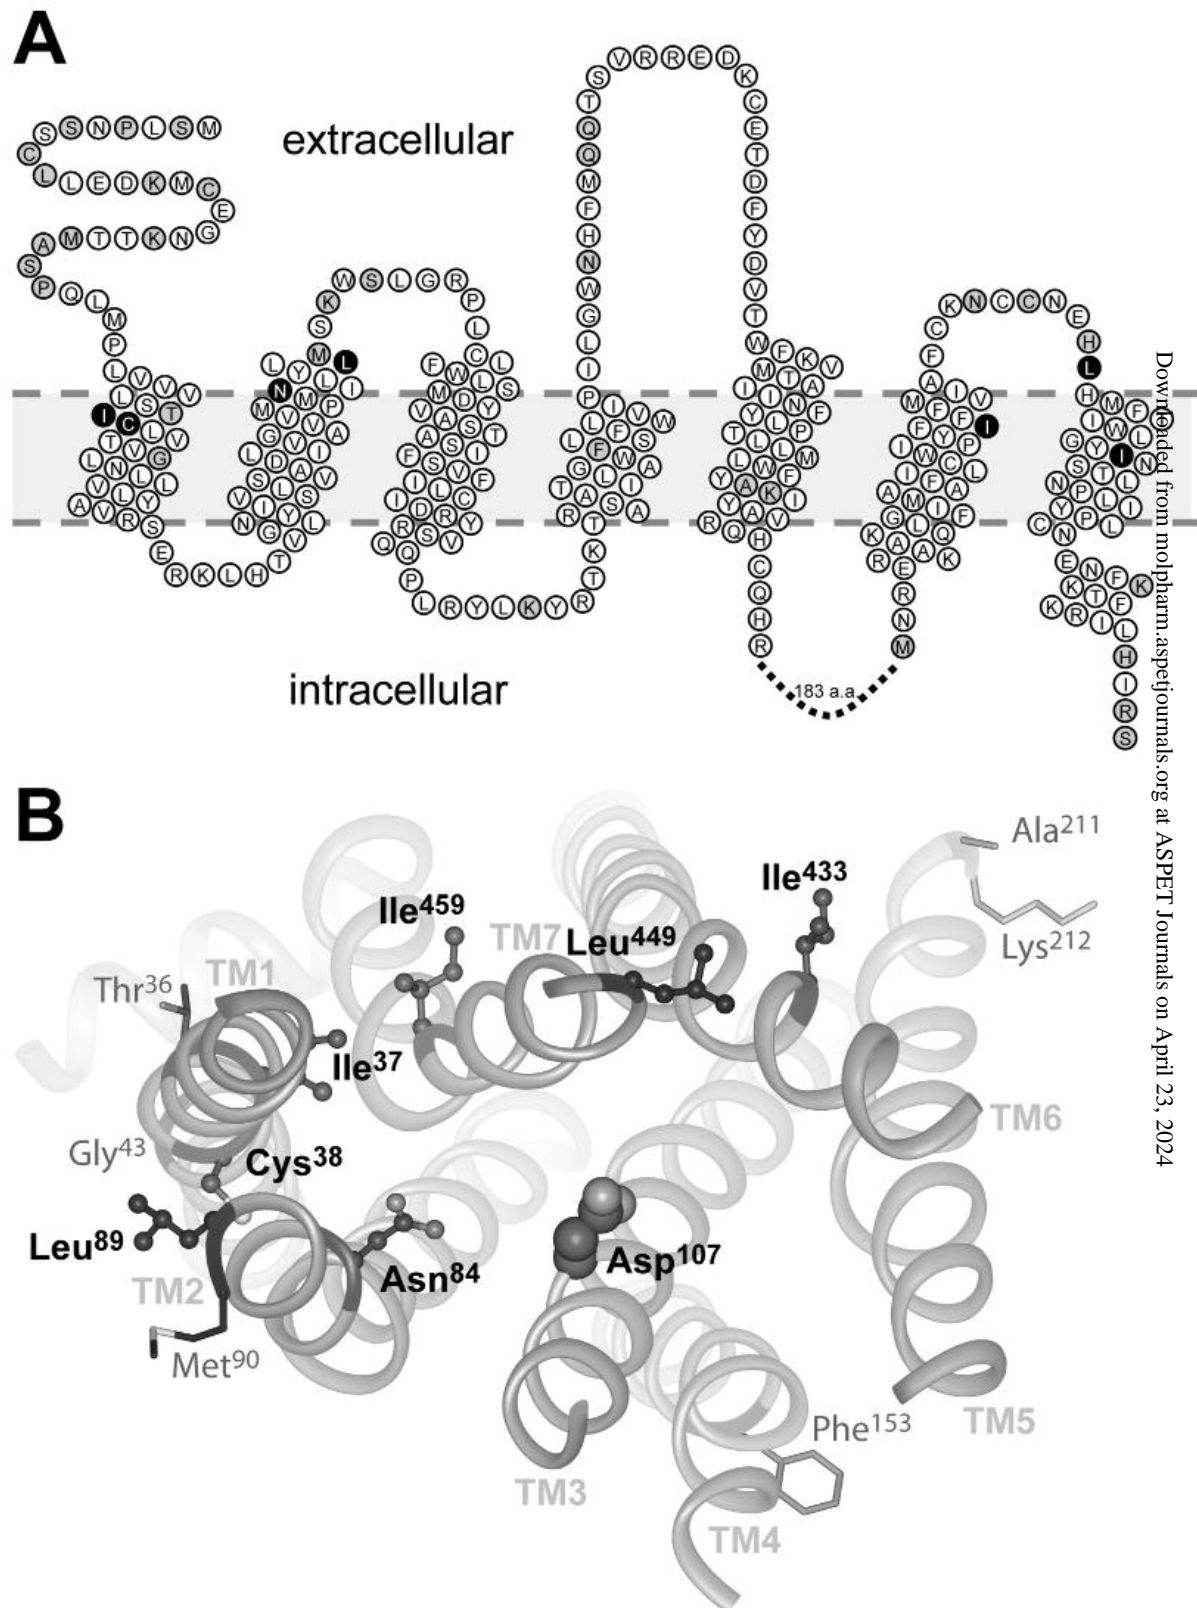 A
extracellular
S S N P L S M
C
L L E D K M C
E
A M T T K N G
S
P Q L
M
P
L V V V
L S T
I C L V
T V G
L N L L
V L Y L
A V R S
E
R K L H T
V
S K W S L G R P
L
M L
L Y L I
N M P
M V V A
G V V
L D A I
V S L S
V I Y L
N G V
F W C L
M D L S
V A D Y
A S S T
F S V I
I L C F
I D R Y
R S V
Q Q
P
L R Y L K Y R
T
K
T
S V R R E D K
T C
Q E
Q T
M D
F F
H Y
N D
W V
G T
L W
I
P
L I V W
L F S
F W A
G L I
T A S A
R
F K V
M T A
I I N F
T Y L P
L L M
Y A W F
Y A K I
R Q V
H
C
Q
H
R
183 a.a.
K N C C N E
C H
F L
A H
I V
M F F I
F Y P
I W C L
I F A
A M I F
G L Q
K A A K
R E
R
N
M
M F
I W L
G Y I N
S T L
N P L I
Y P L
C N
E N F K
K T F
K R I L
H
I
R
S
intracellular
Downloaded from molpharm.aspetjournals.org at ASPET Journals on April 23, 2024
B
Ala211
Ile433
Ile459
TM7
Leu449
Lys212
TM1
Thr36
Ile37
TM6
Gly43
Cys38
Leu89
Asp107
Asn84
TM2
Met90
Phe153
TM5
TM3
TM4